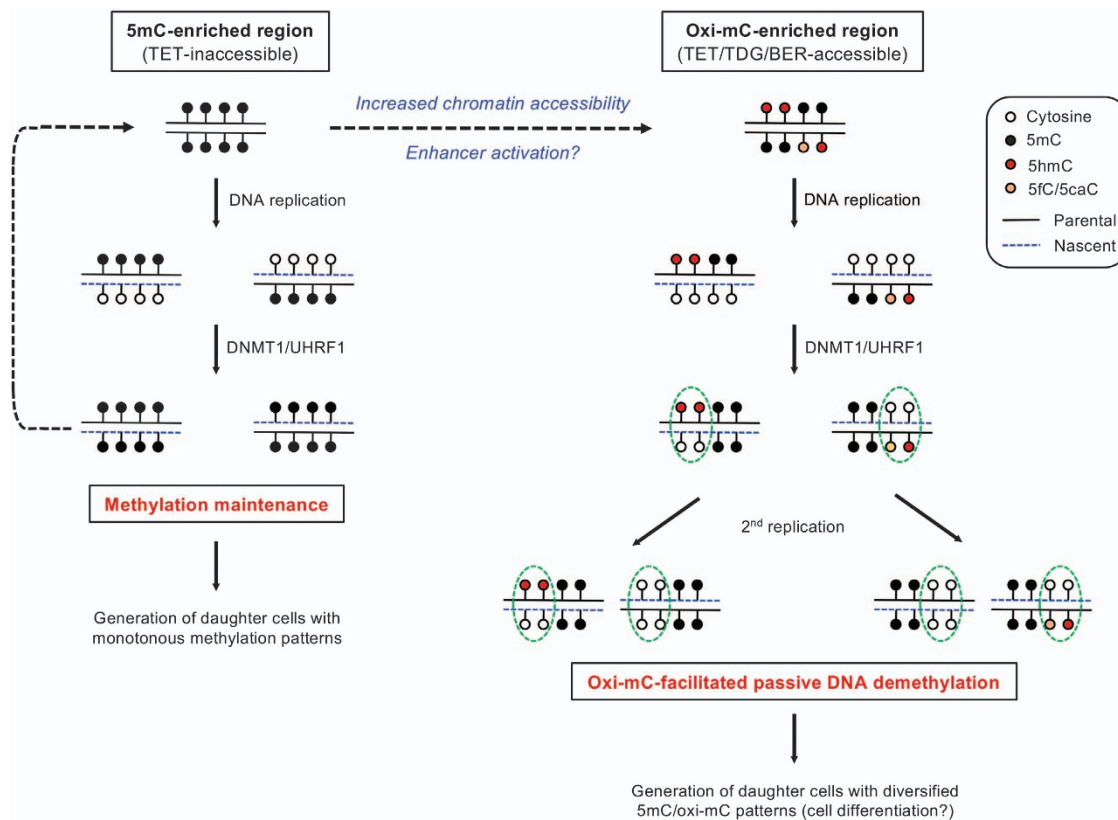 5mC-enriched region
(TET-inaccessible)
Oxi-mC-enriched region
(TET/TDG/BER-accessible)
Increased chromatin accessibility
Enhancer activation?
Cytosine
5mC
5hmC
5fC/5caC
Parental
Nascent
DNA replication
DNA replication
DNMT1/UHRF1
DNMT1/UHRF1
Methylation maintenance
2nd replication
Generation of daughter cells with
monotonous methylation patterns
Oxi-mC-facilitated passive DNA demethylation
Generation of daughter cells with diversified
5mC/oxi-mC patterns (cell differentiation?)